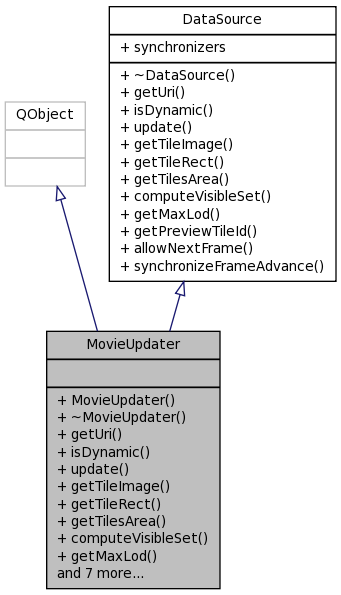 DataSource
+ synchronizers
+ ~DataSource()
+ getUri()
+ isDynamic()
+ update()
+ getTileImage()
+ getTileRect()
+ getTilesArea()
+ computeVisibleSet()
+ getMaxLod()
+ getPreviewTileId()
+ allowNextFrame()
+ synchronizeFrameAdvance()
QObject
MovieUpdater
+ MovieUpdater()
+ ~MovieUpdater()
+ getUri()
+ isDynamic()
+ update()
+ getTileImage()
+ getTileRect()
+ getTilesArea()
+ computeVisibleSet()
+ getMaxLod()
and 7 more...